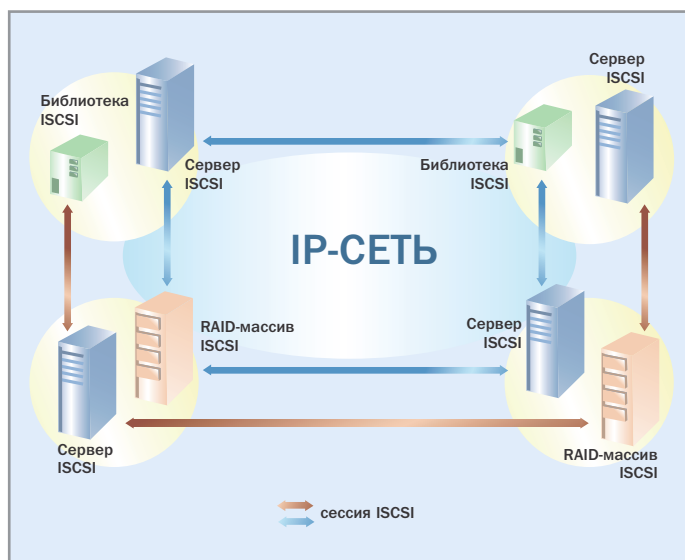 Сервер
ISCSI
Библиотека
ISCSI
Сервер
ISCSI
Библиотека
ISCSI
IP-СЕТЬ
RAID-массив
ISCSI
Сервер
ISCSI
Сервер
ISCSI
RAID-массив
ISCSI
сессия ISCSI